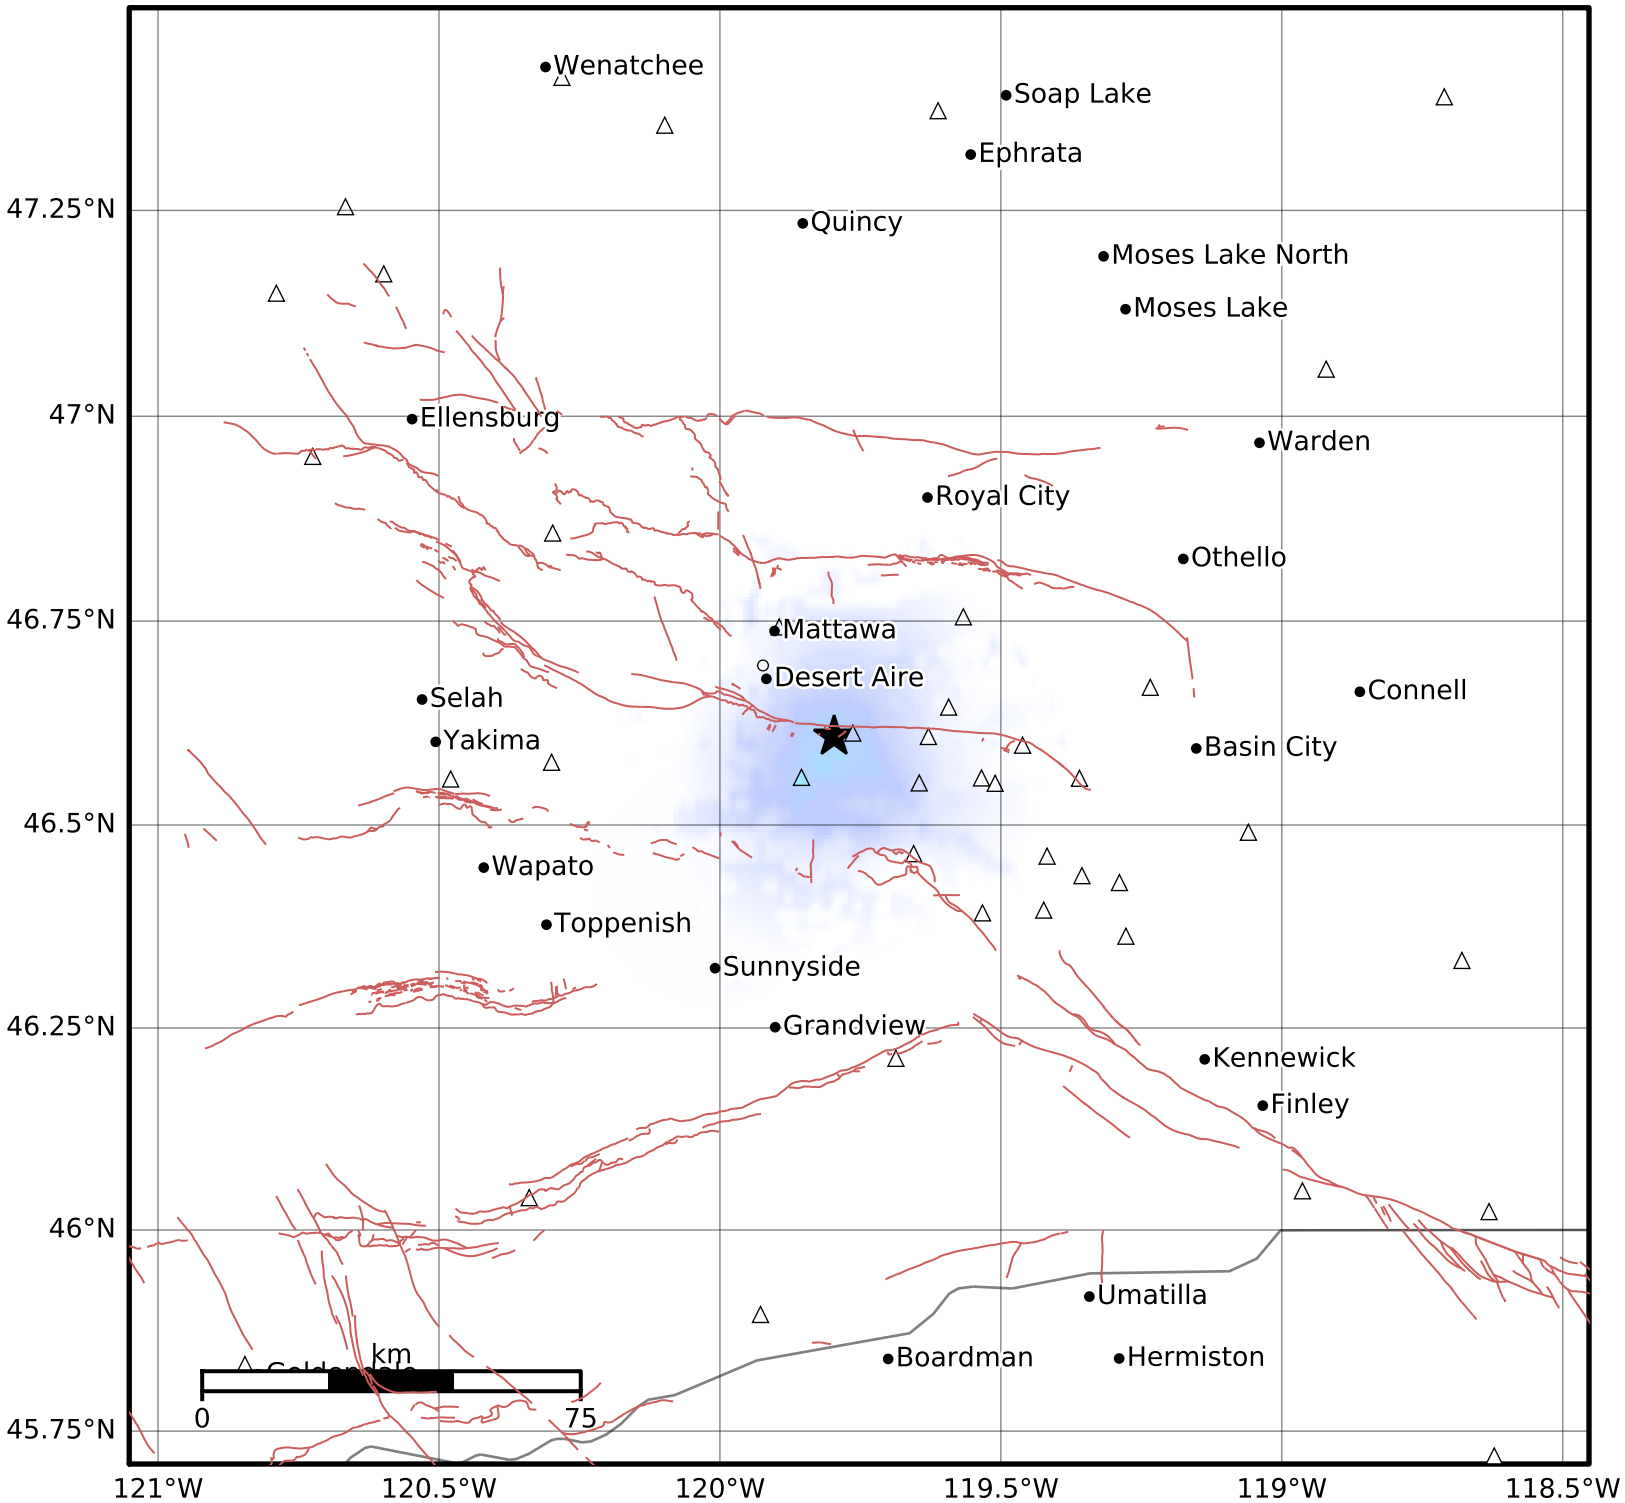 Wenatchee
Soap Lake
Ephrata
47.25°N
Quincy
Moses Lake North
Moses Lake
47°N
Ellensburg
Warden
Royal City
Othello
46.75°N
Mattawa
Desert Aire
Selah
Connell
Yakima
Basin City
46.5°N
Wapato
Toppenish
Sunnyside
46.25°N
Grandview
Kennewick
Finley
46°N
Umatilla
km
Goldendale
Boardman
Hermiston
0
75
45.75°N
121°W
120.5°W
120°W
119.5°W
119°W
118.5°W